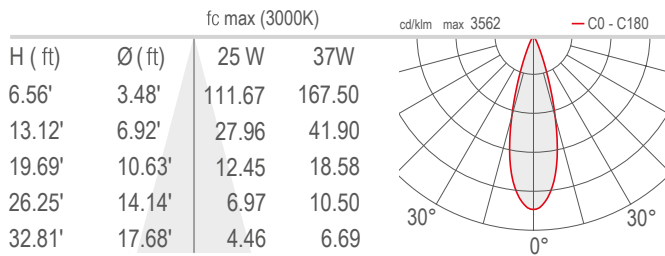 fc max (3000K)
cd/klm max 3562 C0 - C180
H ( ft) Ø ( ft) 25 W 37W
6.56' 3.48' 111.67 167.50
13.12' 6.92' 27.96 41.90
19.69' 10.63' 12.45 18.58
26.25' 14.14' 6.97 10.50
32.81' 17.68' 4.46 6.69
30° 30°
0°